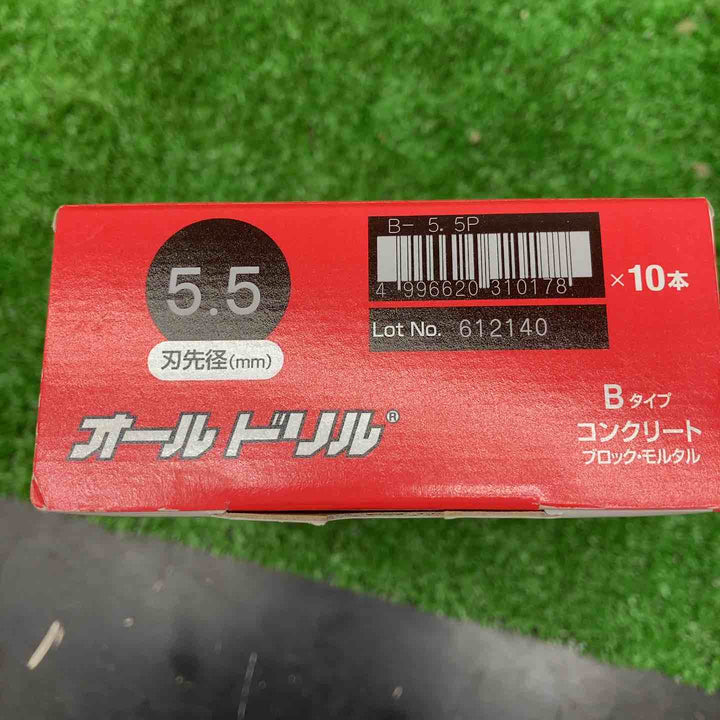 5.5
刃先径(mm)
オールドリル®
B- 5.5P
4 996620 310178
×10本
Lot No. 612140
Bタイプ
コンクリート
ブロック・モルタル